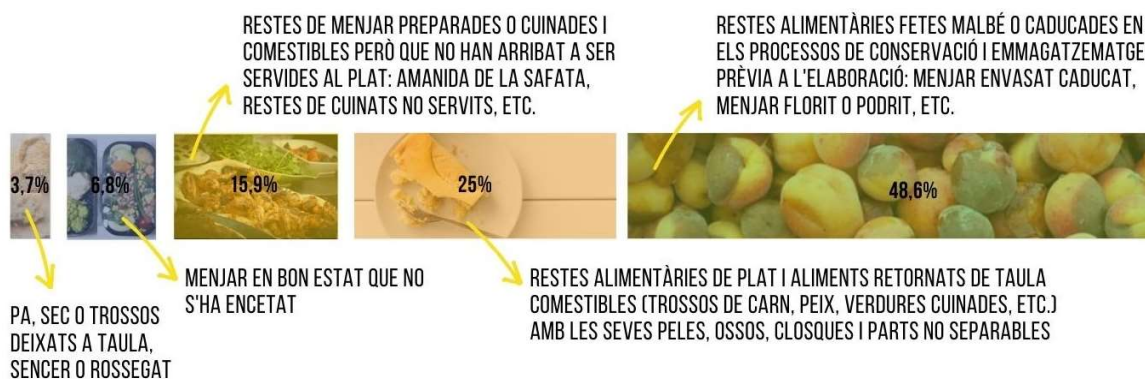 RESTES DE MENJAR PREPARADES O CUINADES I
COMESTIBLES PERÒ QUE NO HAN ARRIBAT A SER
SERVIDES AL PLAT: AMANIDA DE LA SAFATA,
RESTES DE CUINATS NO SERVITS, ETC.
RESTES ALIMENTÀRIES FETES MALBÉ O CADUCADES EN
ELS PROCESSOS DE CONSERVACIÓ I EMMAGATZEMATGE
PRÈVIA A L'ELABORACIÓ: MENJAR ENVASAT CADUCAT,
MENJAR FLORIT O PODRIT, ETC.
3,7%
6,8%
15,9%
25%
48,6%
PA, SEC O TROSSOS
DEIXATS A TAULA,
SENCER O ROSSEGAT
MENJAR EN BON ESTAT QUE NO
S'HA ENCETAT
RESTES ALIMENTÀRIES DE PLAT I ALIMENTS RETORNATS DE TAULA
COMESTIBLES (TROSSOS DE CARN, PEIX, VERDURES CUINADES, ETC.)
AMB LES SEVES PELES, OSSOS, CLOSQUES I PARTS NO SEPARABLES